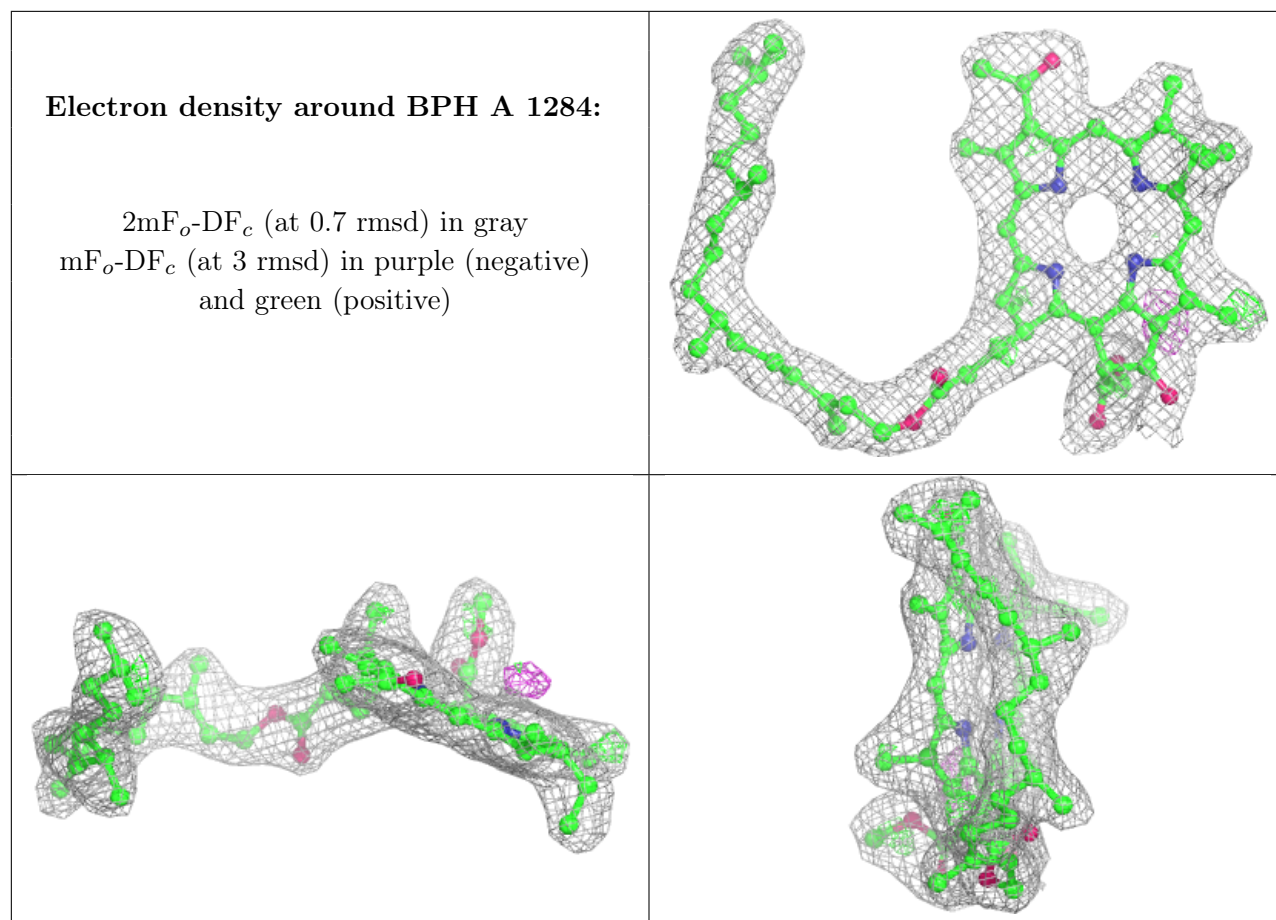 Electron density around BPH A 1284:
2mFo-DFc (at 0.7 rmsd) in gray
mFo-DFc (at 3 rmsd) in purple (negative)
and green (positive)